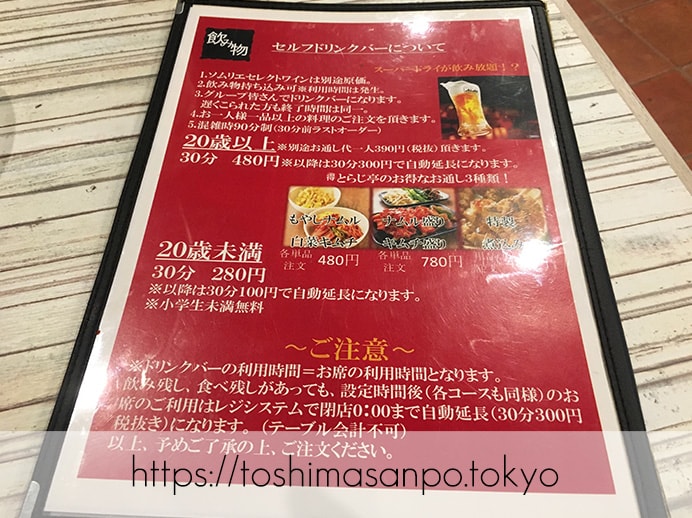 飲み物
セルフドリンクバーについて
スーパードライが飲み放題！？
1.ソムリエセレクトワインは別途原価。
2.飲み物持ち込み可※利用時間は発生。
3.グループ皆さんでドリンクバーになります。
遅くこられた方も終了時間は同一。
4.お一人様一品以上の料理のご注文を頂きます。
5.混雑時90分制（30分前ラストオーダー）
20歳以上※別途お通し代一人390円（税抜）頂きます。
30分 480円※以降は30分300円で自動延長になります。
得とらじ亭のお得なお通し3種類！
もやしナムル ナムル盛り 特製
白菜キムチ キムチ盛り 煮込み
各単品注文 480円 各単品注文 780円
20歳未満
30分 280円
※以降は30分100円で自動延長になります。
※小学生未満無料
〜ご注意〜
※ドリンクバーの利用時間＝お席の利用時間となります。
飲み残し、食べ残しがあっても、設定時間後（各コースも同様）のお
席のご利用はレジシステムで閉店0:00まで自動延長（30分300円
税抜き）になります。（テーブル会計不可）
以上、予めご了承の上、ご注文ください。
https://toshimasanpo.tokyo